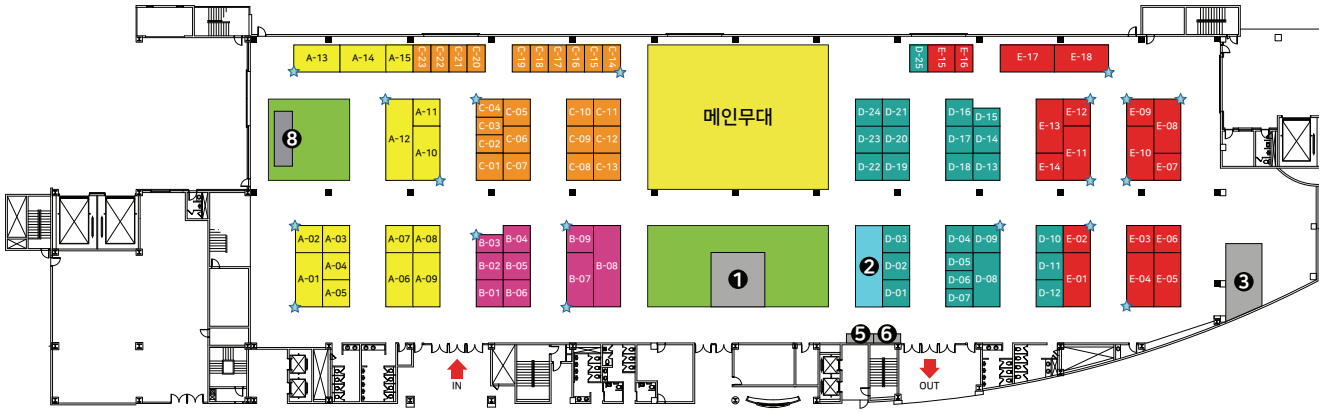 A-13 A-14 A-15 C-23 C-22 C-21 C-20 C-19 C-18 C-17 C-16 C-15 C-14 D-25 E-15 E-16 E-17 E-18
8
A-12 A-11
A-10
C-04 C-05
C-03
C-02 C-06
C-01 C-07
C-10 C-11
C-09 C-12
C-08 C-13
메인무대
D-24 D-21
D-23 D-20
D-22 D-19
D-16 D-15
D-17 D-14
D-18 D-13
E-13 E-12
E-14 E-11
E-09 E-08
E-10 E-07
A-02 A-03
A-01 A-04
A-05
A-07 A-08
A-06 A-09
B-03 B-04
B-02 B-05
B-01 B-06
B-09 B-08
B-07
1
2
D-03
D-02
D-01
D-04 D-09
D-05
D-06 D-08
D-07
D-10 E-02
D-11 E-01
D-12
E-03 E-06
E-04 E-05
3
5 6
IN
OUT